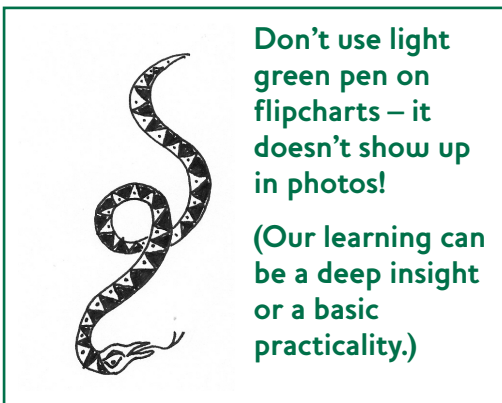 Don’t use light
green pen on
flipcharts – it
doesn’t show up
in photos!
(Our learning can
be a deep insight
or a basic
practicality.)